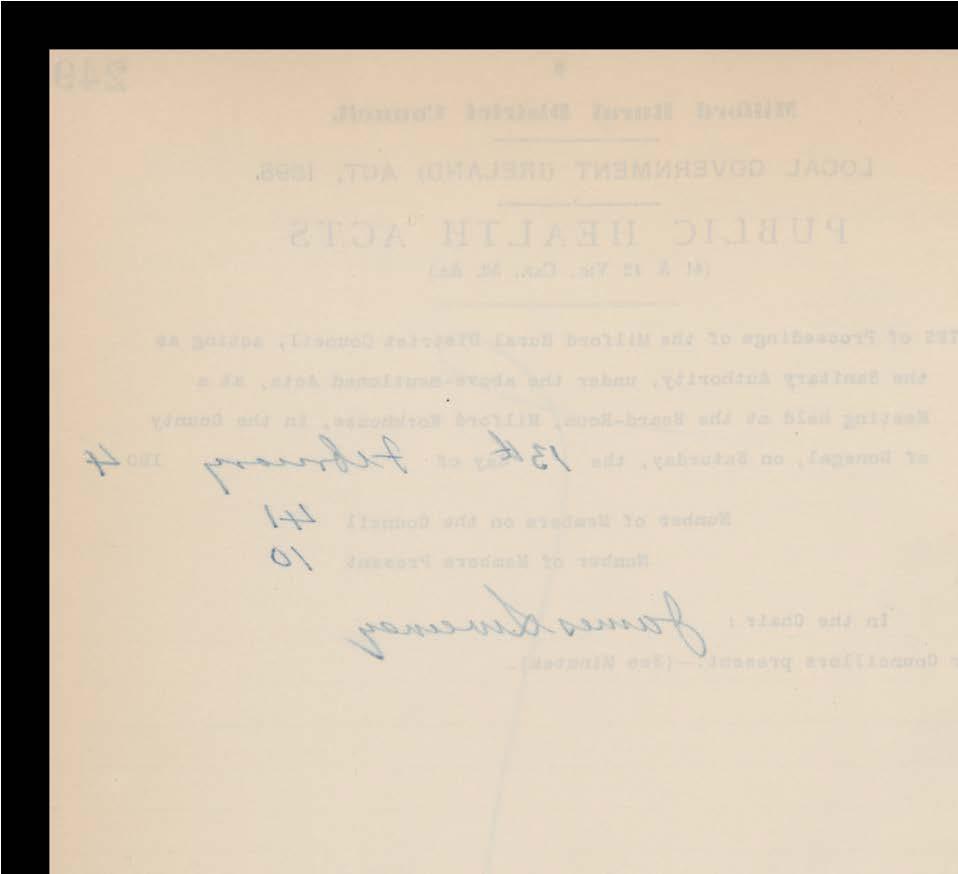 249
Milford Rural District Council.
LOCAL GOVERNMENT (IRELAND) ACT, 1898.
PUBLIC HEALTH ACTS
(41 & 42 Vic. Cap. 52, &c.)
TES of Proceedings of the Milford Rural District Council, acting as
the Sanitary Authority, under the above-mentioned Acts, at a
Meeting held at the Board-Room, Milford Workhouse, in the County
of Donegal, on Saturday, the 13th day of February 190 4
Number of Members on the Council 41
Number of Members Present 10
In the Chair : James Sweeney
Councillors present.—(See Minutes).